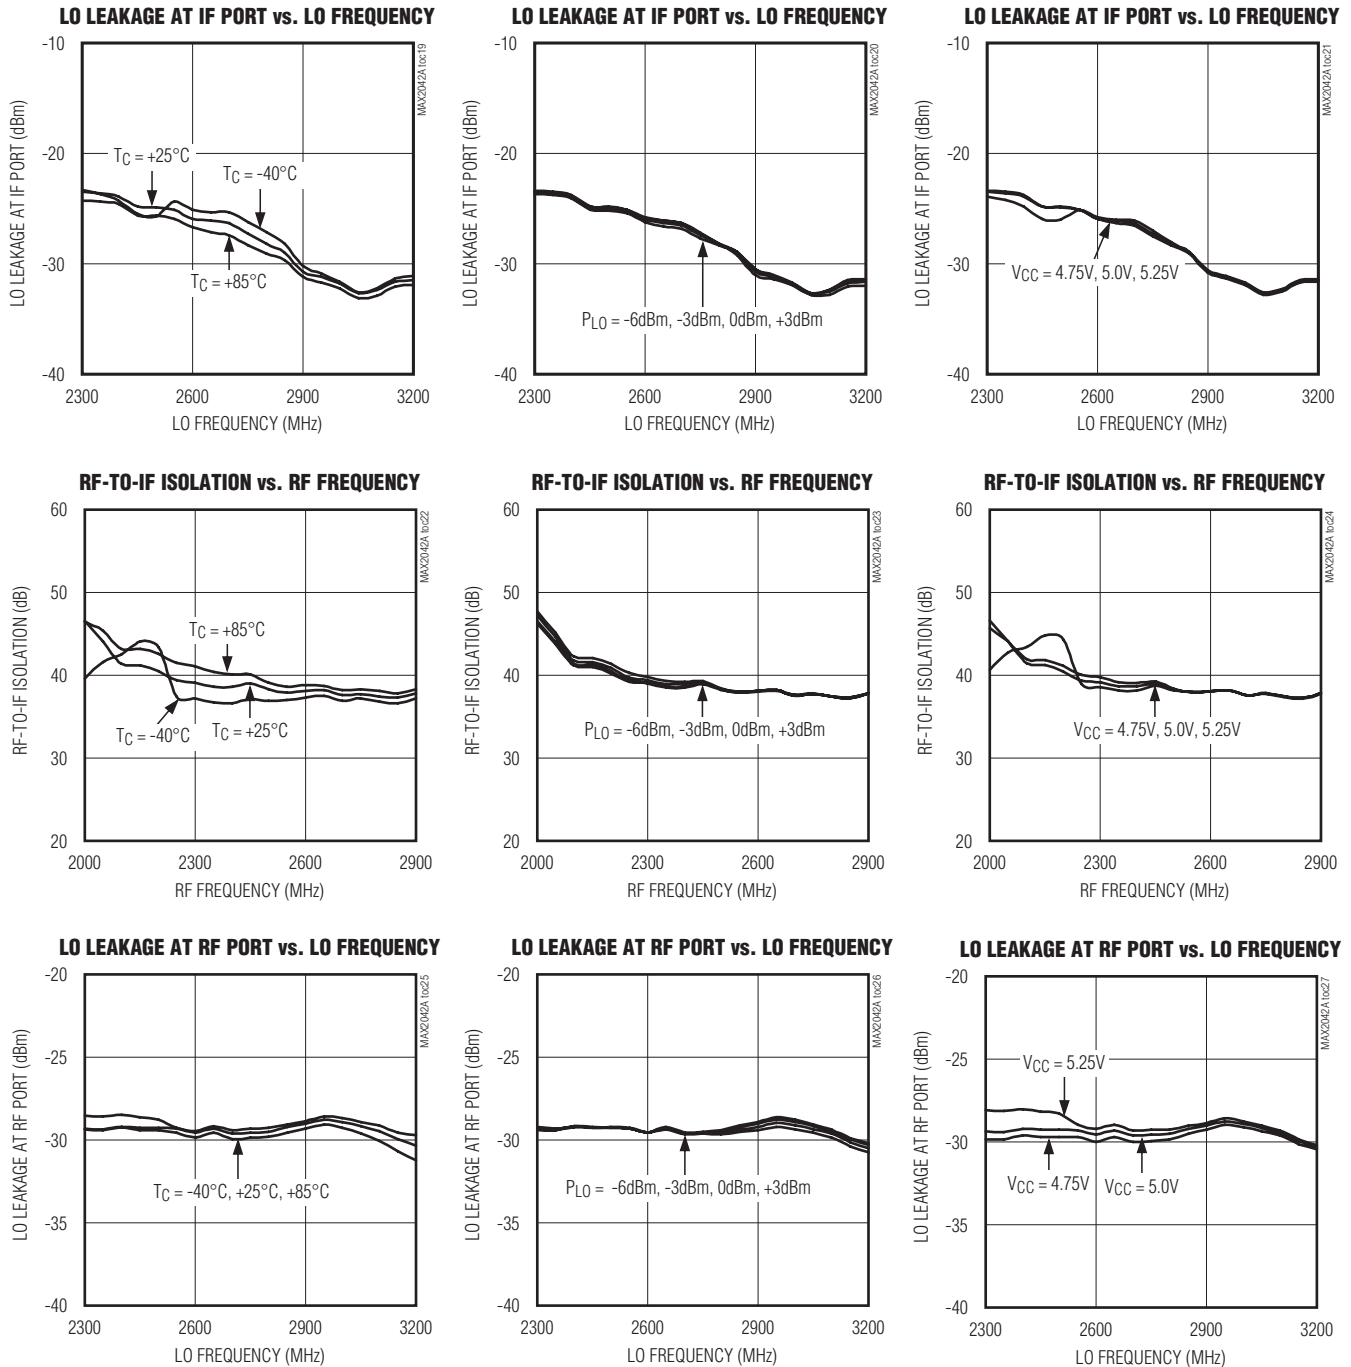 LO LEAKAGE AT IF PORT vs. LO FREQUENCY
MAX2042A toc19
LO LEAKAGE AT IF PORT (dBm)
-10
-20
-30
-40
TC = +25°C
TC = -40°C
TC = +85°C
2300 2600 2900 3200
LO FREQUENCY (MHz)
LO LEAKAGE AT IF PORT vs. LO FREQUENCY
MAX2042A toc20
LO LEAKAGE AT IF PORT (dBm)
-10
-20
-30
-40
PLO = -6dBm, -3dBm, 0dBm, +3dBm
2300 2600 2900 3200
LO FREQUENCY (MHz)
LO LEAKAGE AT IF PORT vs. LO FREQUENCY
MAX2042A toc21
LO LEAKAGE AT IF PORT (dBm)
-10
-20
-30
-40
VCC = 4.75V, 5.0V, 5.25V
2300 2600 2900 3200
LO FREQUENCY (MHz)
RF-TO-IF ISOLATION vs. RF FREQUENCY
MAX2042A toc22
RF-TO-IF ISOLATION (dB)
60
50
40
30
20
TC = +85°C
TC = -40°C
TC = +25°C
2000 2300 2600 2900
RF FREQUENCY (MHz)
RF-TO-IF ISOLATION vs. RF FREQUENCY
MAX2042A toc23
RF-TO-IF ISOLATION (dB)
60
50
40
30
20
PLO = -6dBm, -3dBm, 0dBm, +3dBm
2000 2300 2600 2900
RF FREQUENCY (MHz)
RF-TO-IF ISOLATION vs. RF FREQUENCY
MAX2042A toc24
RF-TO-IF ISOLATION (dB)
60
50
40
30
20
VCC = 4.75V, 5.0V, 5.25V
2000 2300 2600 2900
RF FREQUENCY (MHz)
LO LEAKAGE AT RF PORT vs. LO FREQUENCY
MAX2042A toc25
LO LEAKAGE AT RF PORT (dBm)
-20
-25
-30
-35
-40
TC = -40°C, +25°C, +85°C
2300 2600 2900 3200
LO FREQUENCY (MHz)
LO LEAKAGE AT RF PORT vs. LO FREQUENCY
MAX2042A toc26
LO LEAKAGE AT RF PORT (dBm)
-20
-25
-30
-35
-40
PLO = -6dBm, -3dBm, 0dBm, +3dBm
2300 2600 2900 3200
LO FREQUENCY (MHz)
LO LEAKAGE AT RF PORT vs. LO FREQUENCY
MAX2042A toc27
LO LEAKAGE AT RF PORT (dBm)
-20
-25
-30
-35
-40
VCC = 5.25V
VCC = 4.75V
VCC = 5.0V
2300 2600 2900 3200
LO FREQUENCY (MHz)